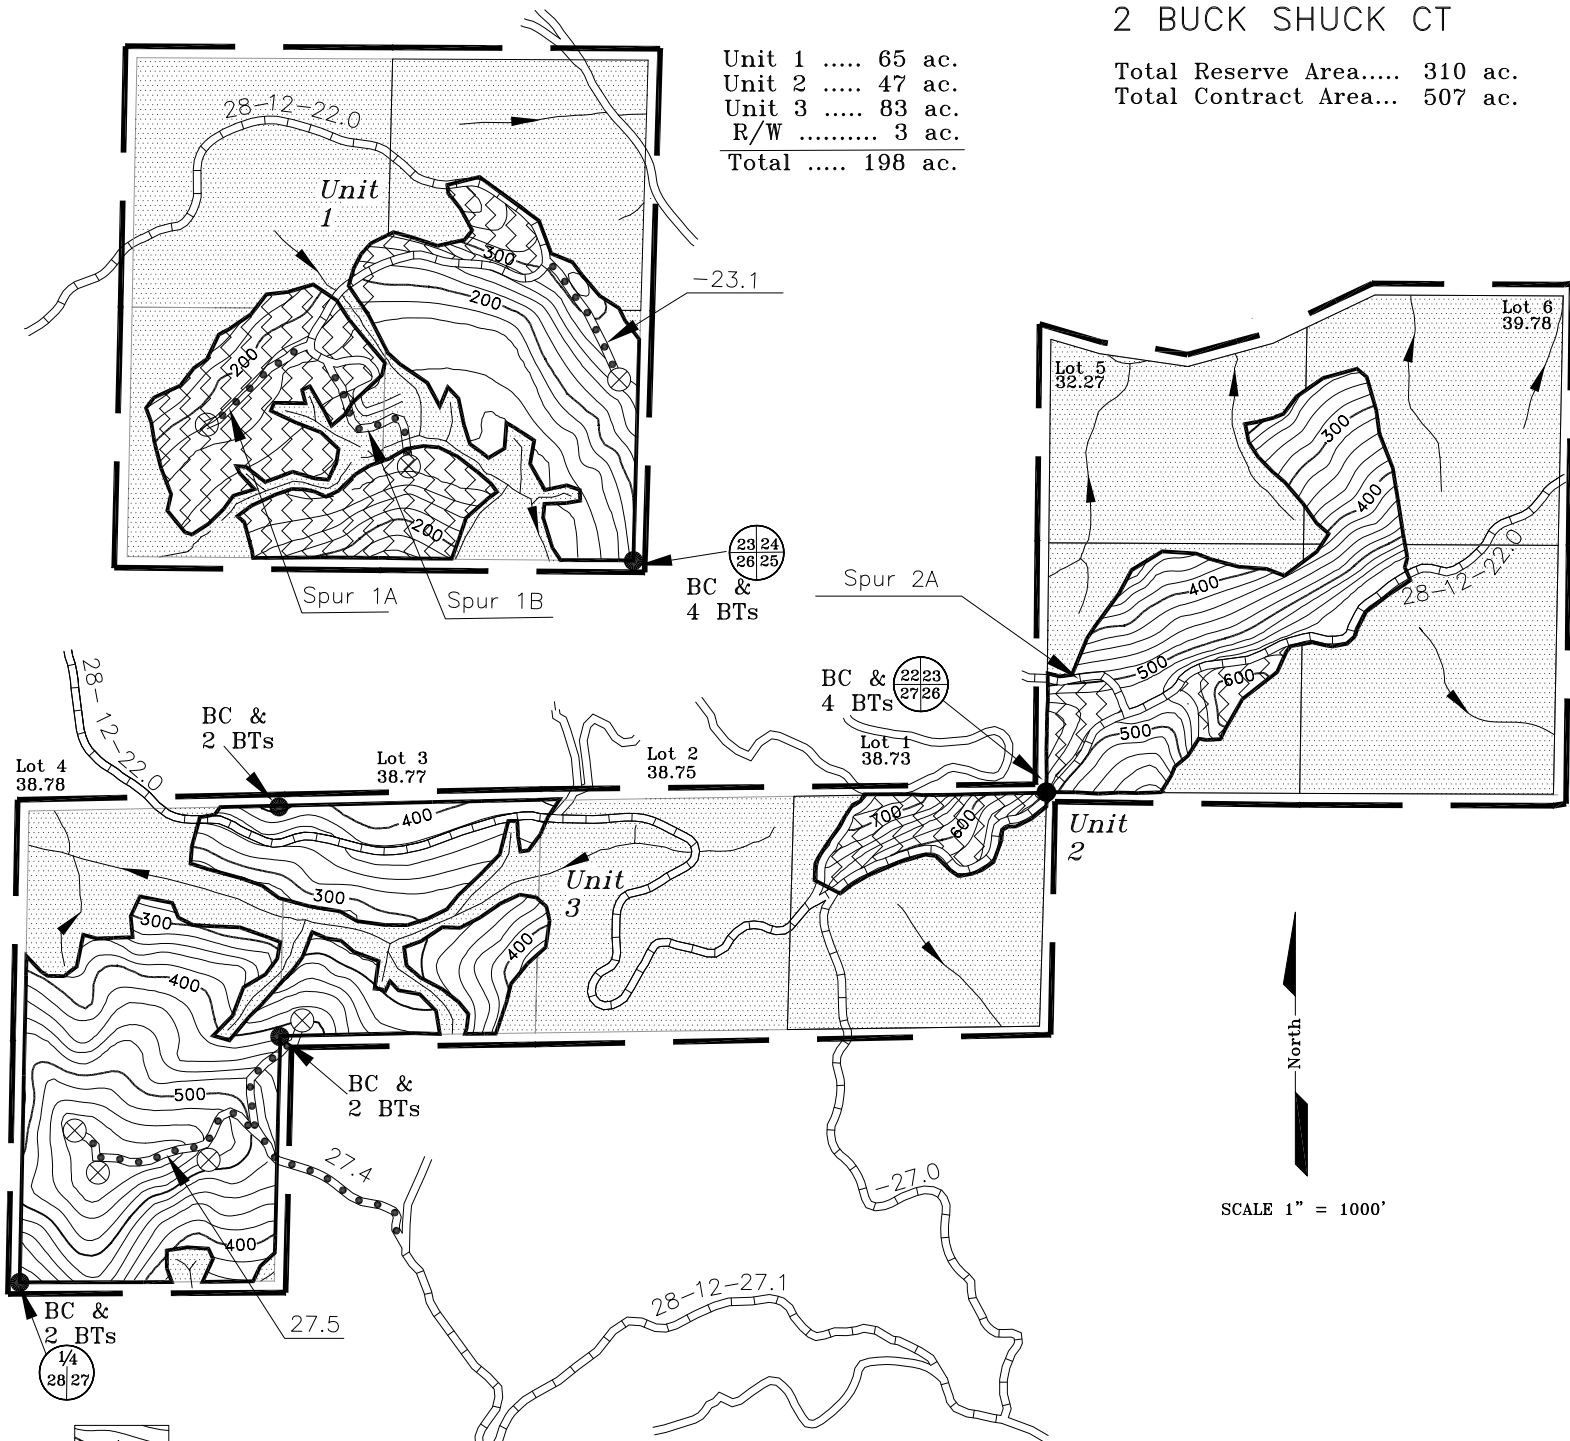 2 BUCK SHUCK CT
Total Reserve Area..... 310 ac.
Total Contract Area... 507 ac.
Unit 1 ..... 65 ac.
Unit 2 ..... 47 ac.
Unit 3 ..... 83 ac.
R/W .......... 3 ac.
Total ..... 198 ac.
28-12-22.0
Unit
1
300
200
-23.1
200
200
Spur 1A
Spur 1B
23 24
26 25
BC &
4 BTs
Lot 6
39.78
Lot 5
32.27
300
400
28-12-22.0
400
Spur 2A
500
600
500
22 23
27 26
BC &
4 BTs
28-12-22.0
BC &
2 BTs
Lot 4
38.78
Lot 3
38.77
Lot 2
38.75
Lot 1
38.73
400
700
600
Unit
2
300
Unit
3
300
400
400
500
BC &
2 BTs
North
27.4
-27.0
SCALE 1" = 1000'
400
28-12-27.1
27.5
BC &
2 BTs
1/4
28 27